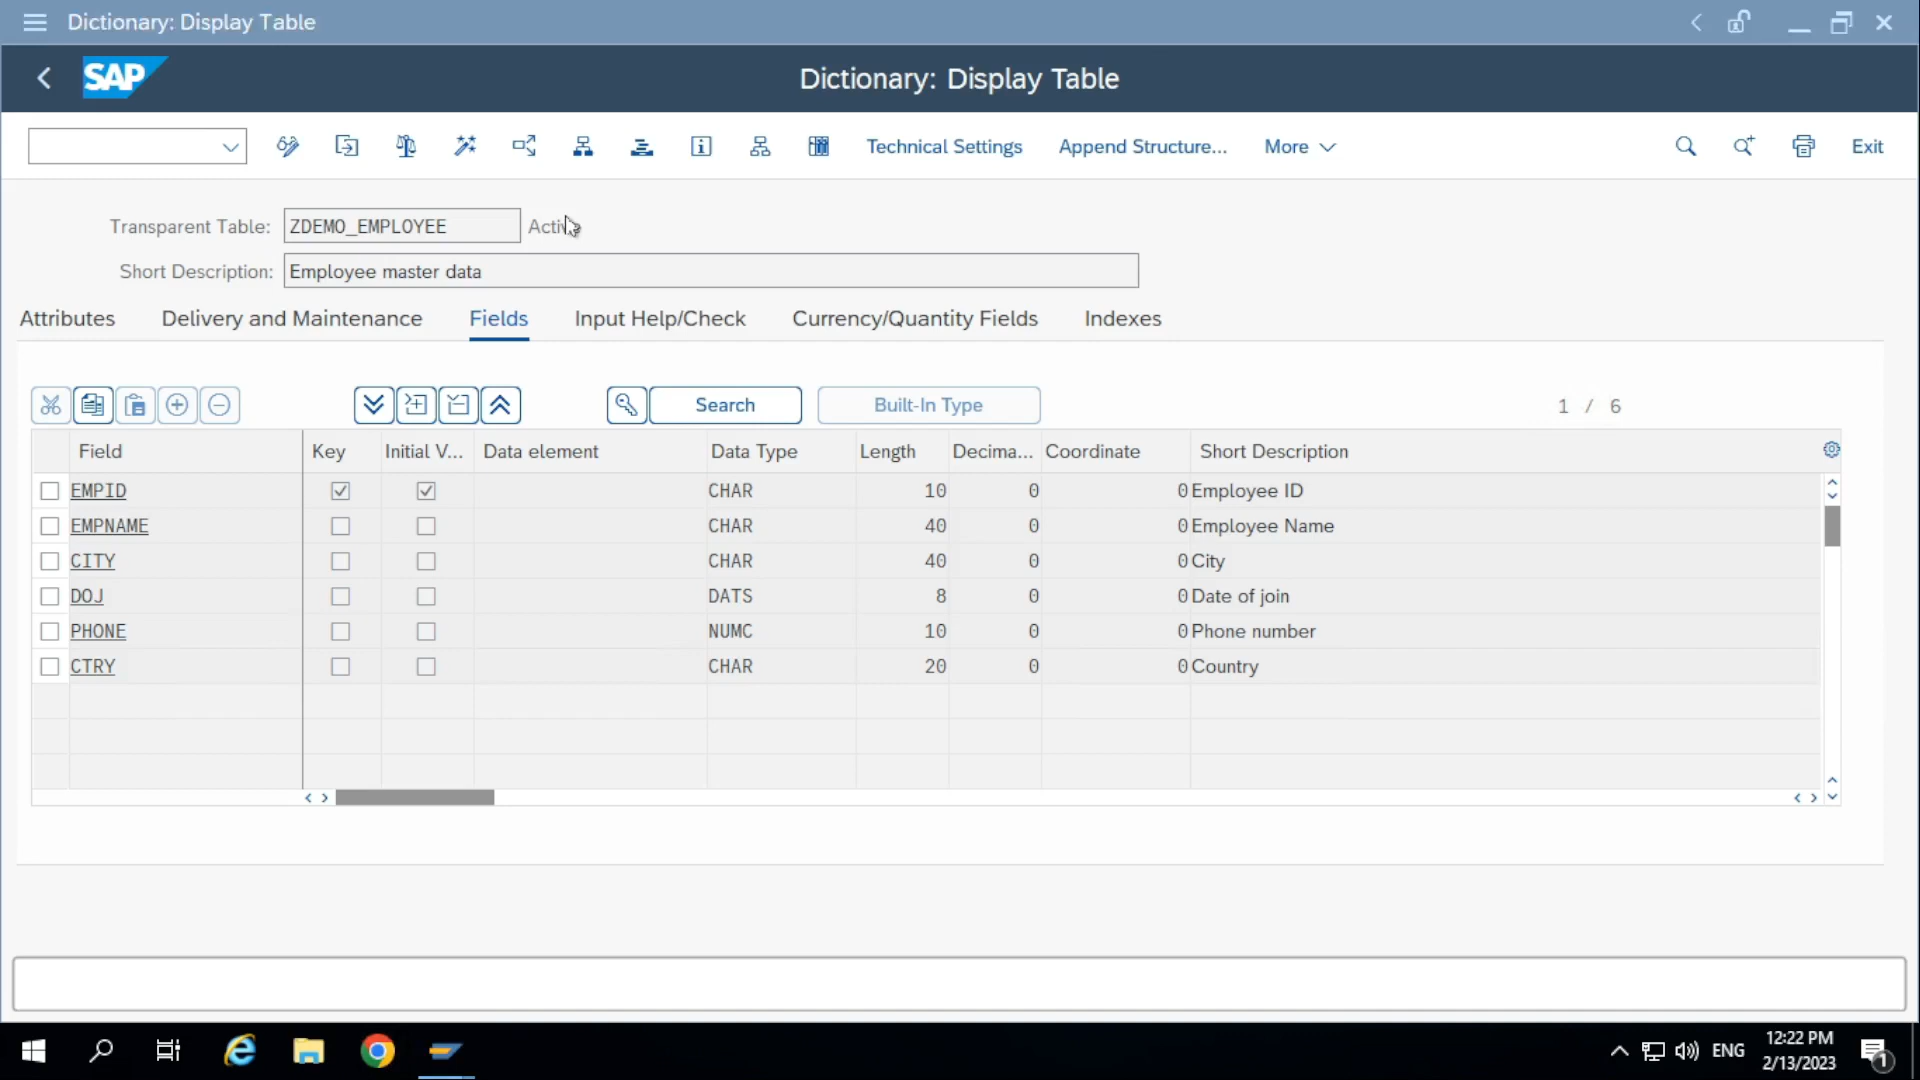 Dictionary: Display Table
SAP
Dictionary: Display Table
Technical Settings
Append Structure...
More
Exit
Transparent Table: ZDEMO_EMPLOYEE Active
Short Description: Employee master data
Attributes Delivery and Maintenance Fields Input Help/Check Currency/Quantity Fields Indexes
Search Built-In Type 1 / 6
Field Key Initial V... Data element Data Type Length Decima... Coordinate Short Description
EMPID CHAR 10 0 0 Employee ID
EMPNAME CHAR 40 0 0 Employee Name
CITY CHAR 40 0 0 City
DOJ DATS 8 0 0 Date of join
PHONE NUMC 10 0 0 Phone number
CTRY CHAR 20 0 0 Country
ENG
12:22 PM
2/13/2023
1